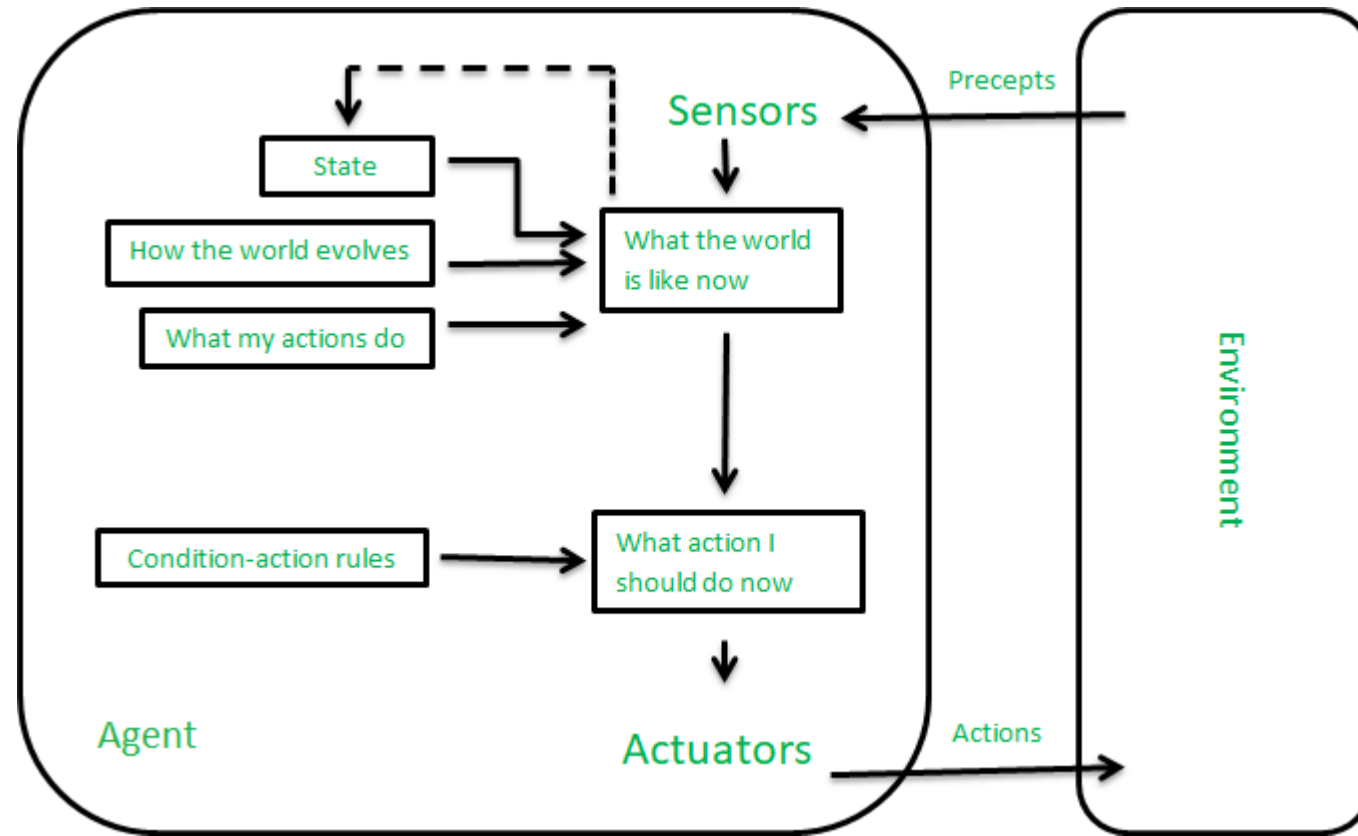 Precepts
Sensors
State
How the world evolves
What the world
is like now
What my actions do
Environment
Condition-action rules
What action I
should do now
Agent
Actuators
Actions